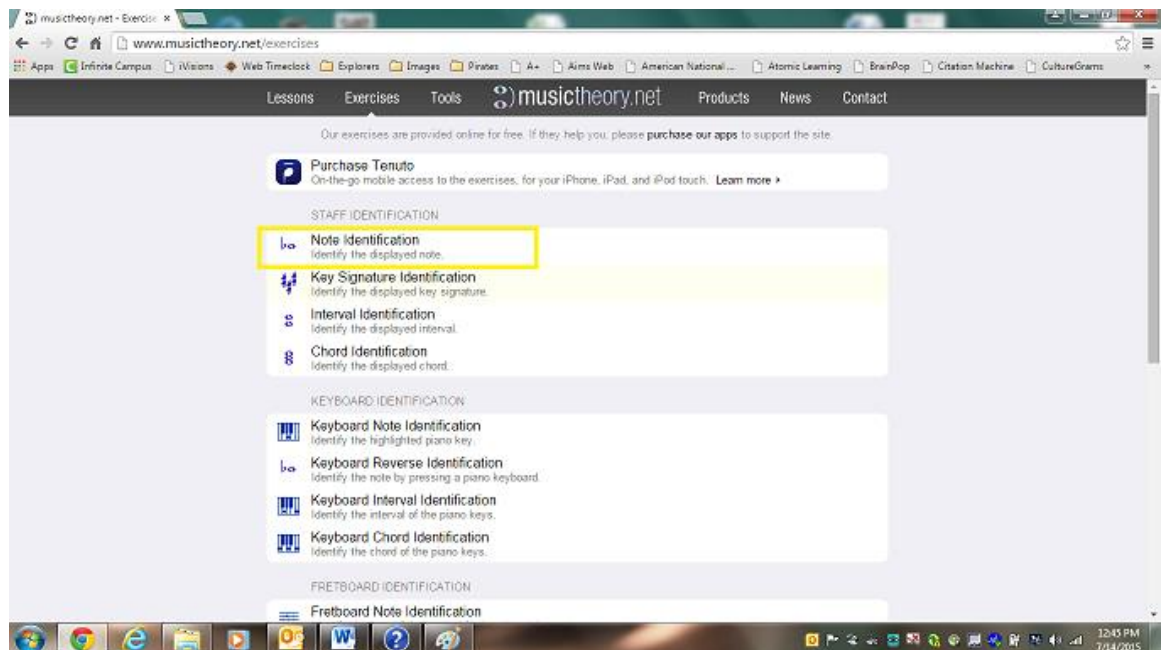 musictheory.net - Exercise
www.musictheory.net/exercises
Apps Infinite Campus iVisions Web Timeclock Explorers Images Pirates A+ Aims Web American National ... Atomic Learning BrainPop Citation Machine CultureGrams
Lessons Exercises Tools musictheory.net Products News Contact
Our exercises are provided online for free. If they help you, please purchase our apps to support the site.
Purchase Tenuto
On-the-go mobile access to the exercises, for your iPhone, iPad, and iPod touch. Learn more
STAFF IDENTIFICATION
Note Identification
Identify the displayed note.
Key Signature Identification
Identify the displayed key signature.
Interval Identification
Identify the displayed interval.
Chord Identification
Identify the displayed chord.
KEYBOARD IDENTIFICATION
Keyboard Note Identification
Identify the highlighted piano key.
Keyboard Reverse Identification
Identify the note by pressing a piano keyboard.
Keyboard Interval Identification
Identify the interval of the piano keys.
Keyboard Chord Identification
Identify the chord of the piano keys.
FRETBOARD IDENTIFICATION
Fretboard Note Identification
12:45 PM
7/14/2015